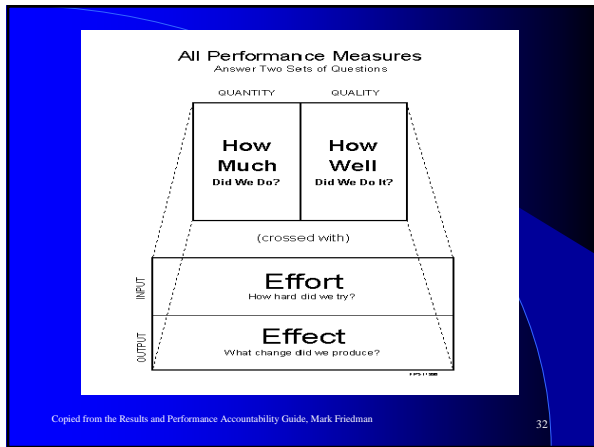 All Performance Measures
Answer Two Sets of Questions
QUANTITY QUALITY
How How
Much Well
Did We Do? Did We Do It?
(crossed with)
INPUT
Effort
How hard did we try?
OUTPUT
Effect
What change did we produce?
Copied from the Results and Performance Accountability Guide, Mark Friedman
32